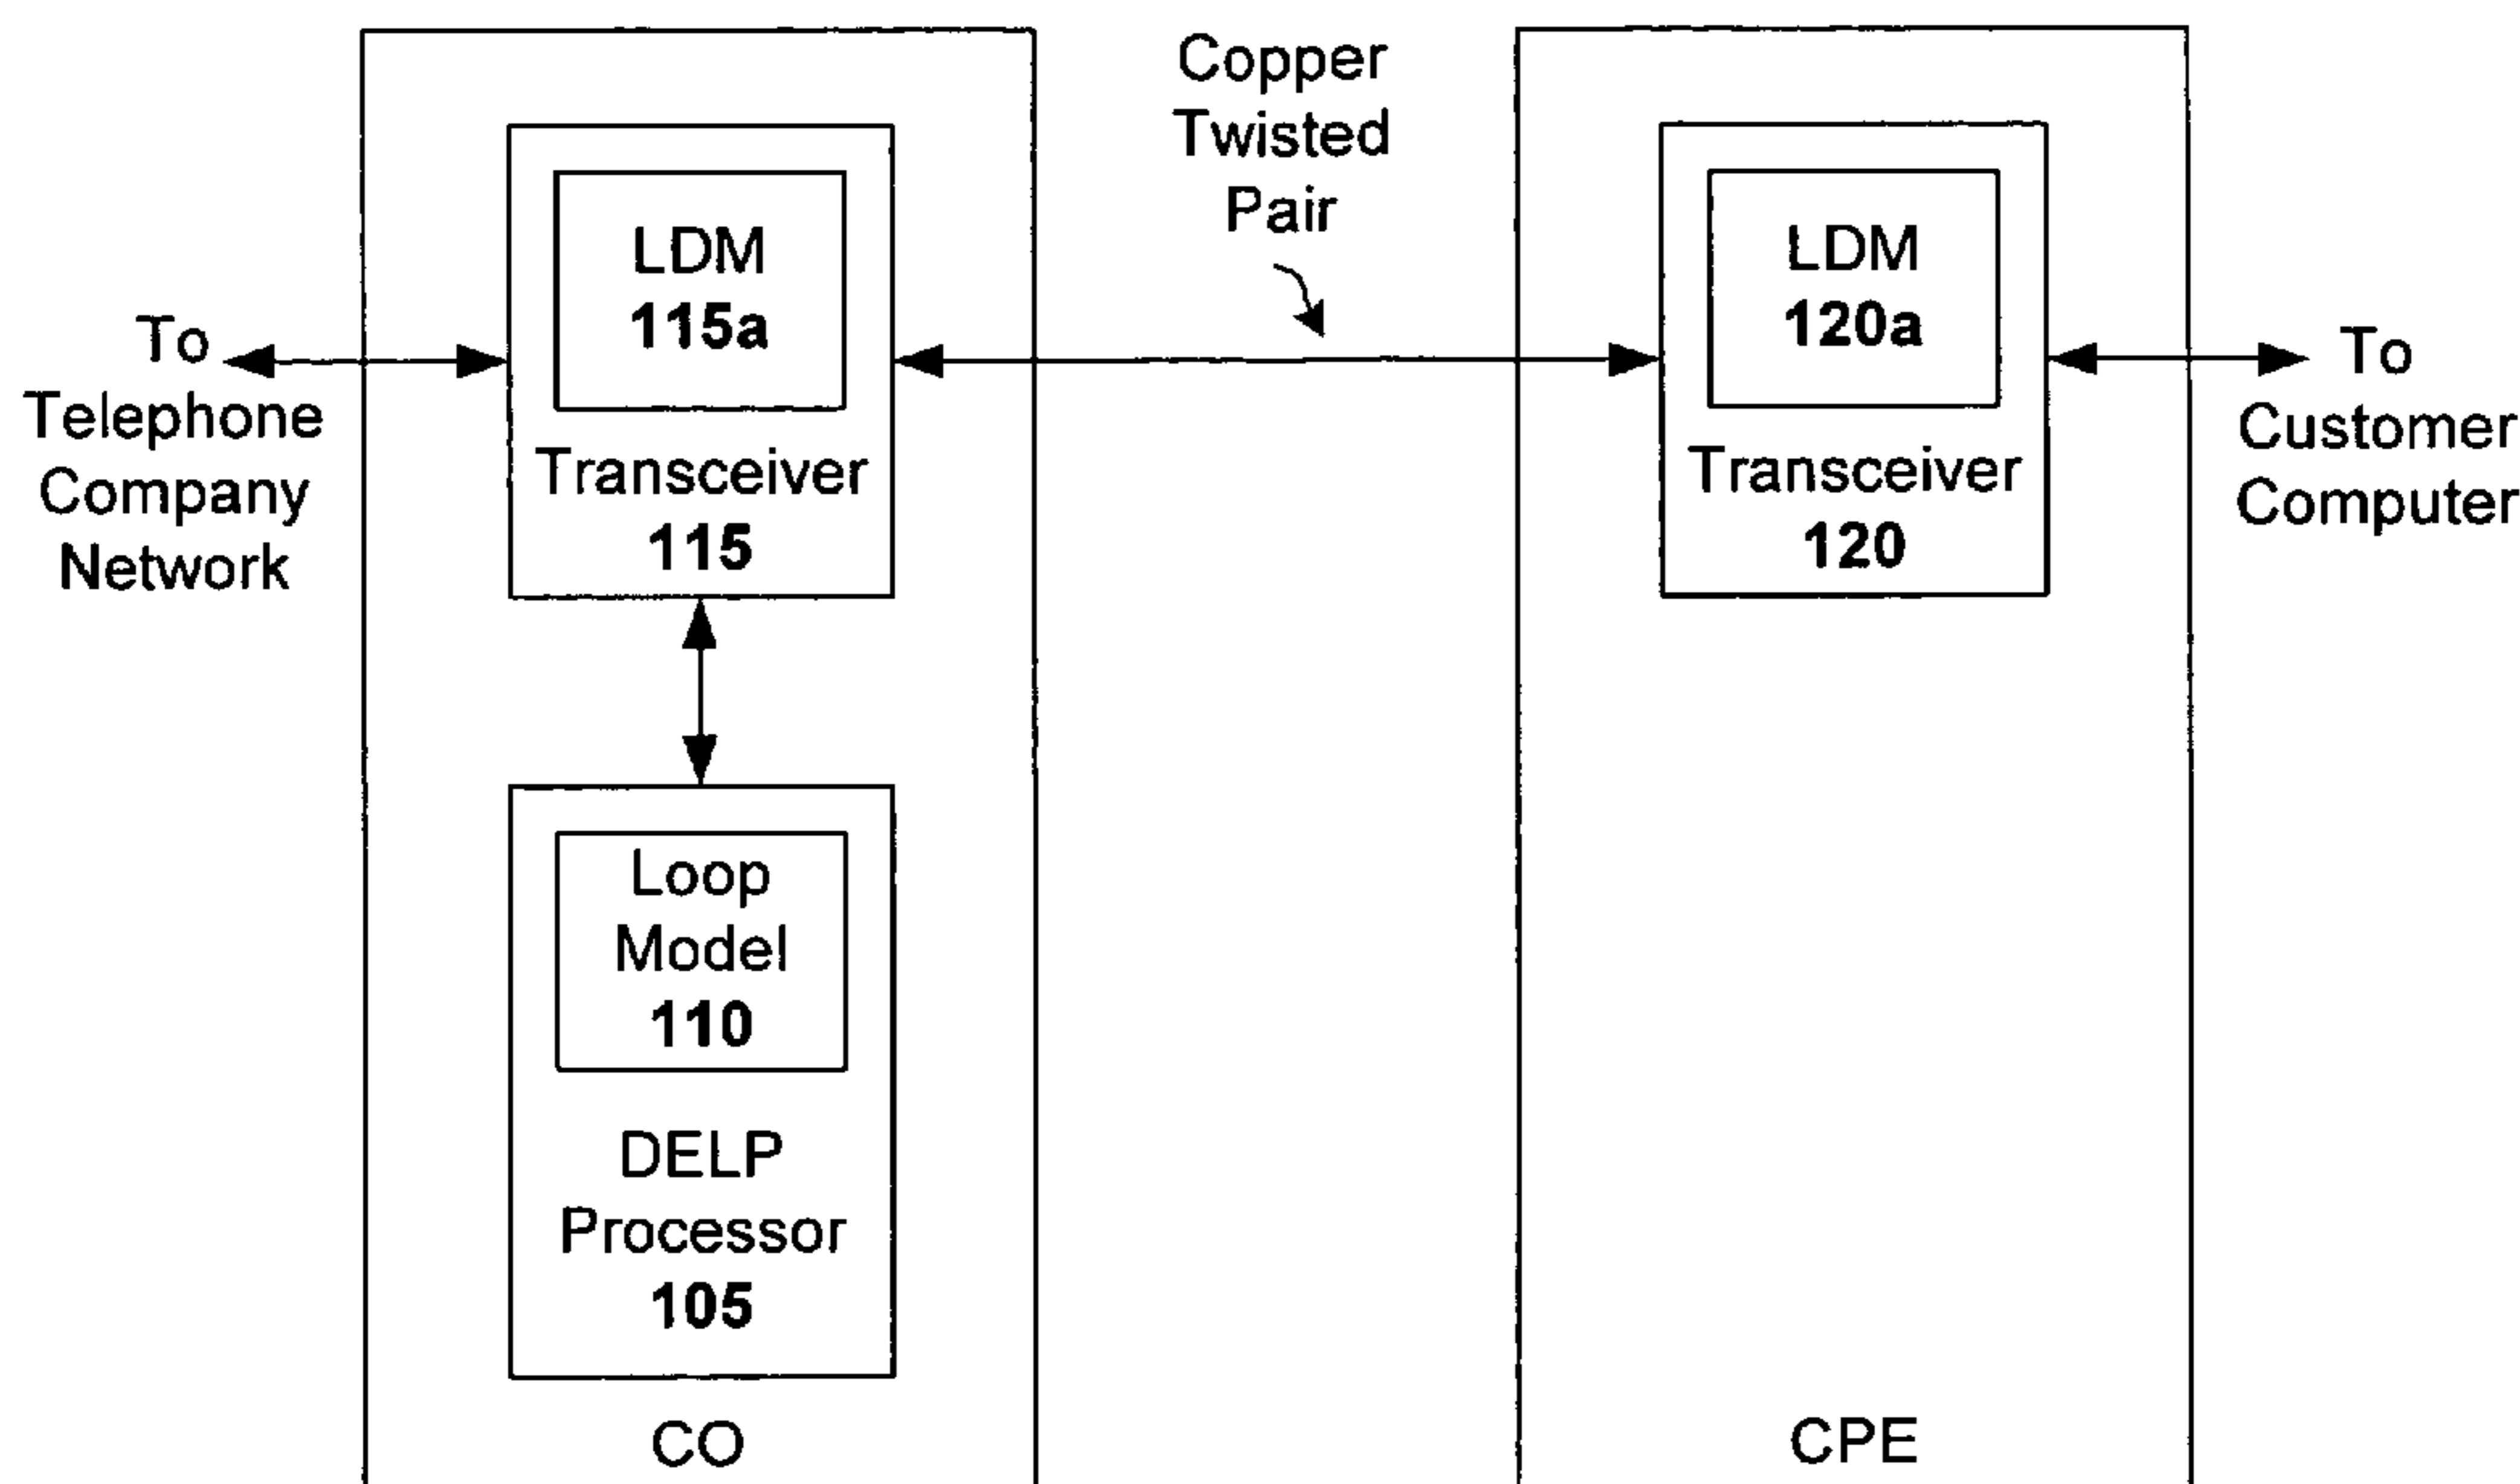 To
Telephone
Company
Network
LDM
115a
Transceiver
115
Loop
Model
110
DELP
Processor
105
CO
Copper
Twisted
Pair
LDM
120a
Transceiver
120
CPE
To
Customer
Computer